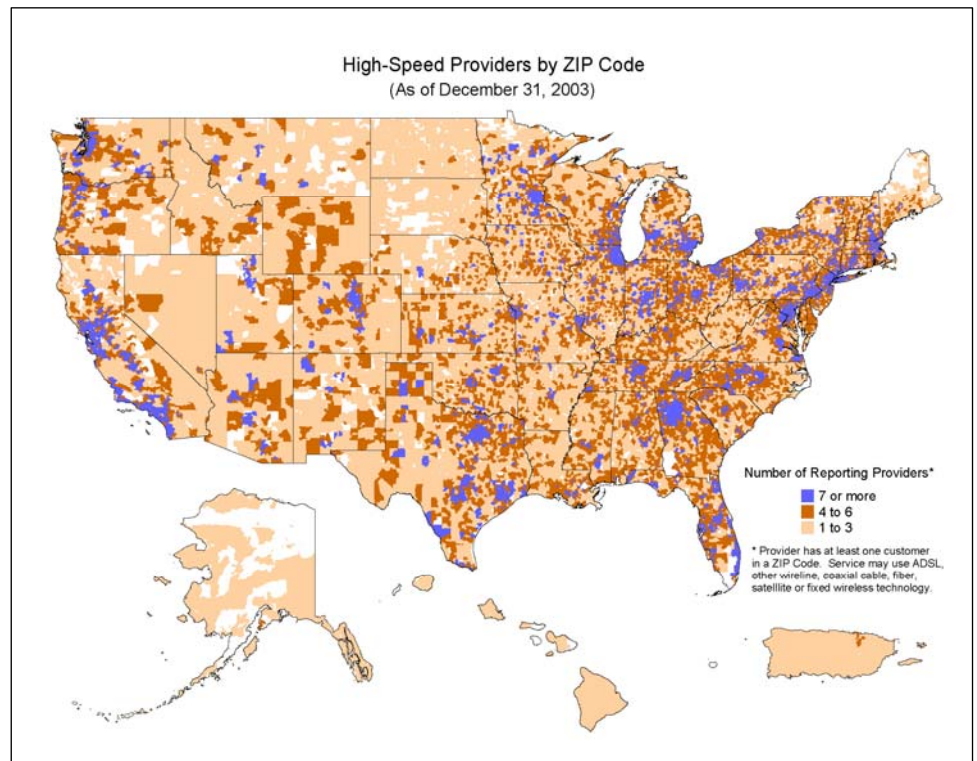 High-Speed Providers by ZIP Code
(As of December 31, 2003)
Number of Reporting Providers*
7 or more
4 to 6
1 to 3
* Provider has at least one customer
in a ZIP Code.  Service may use ADSL,
other wireline, coaxial cable, fiber,
satellite or fixed wireless technology.